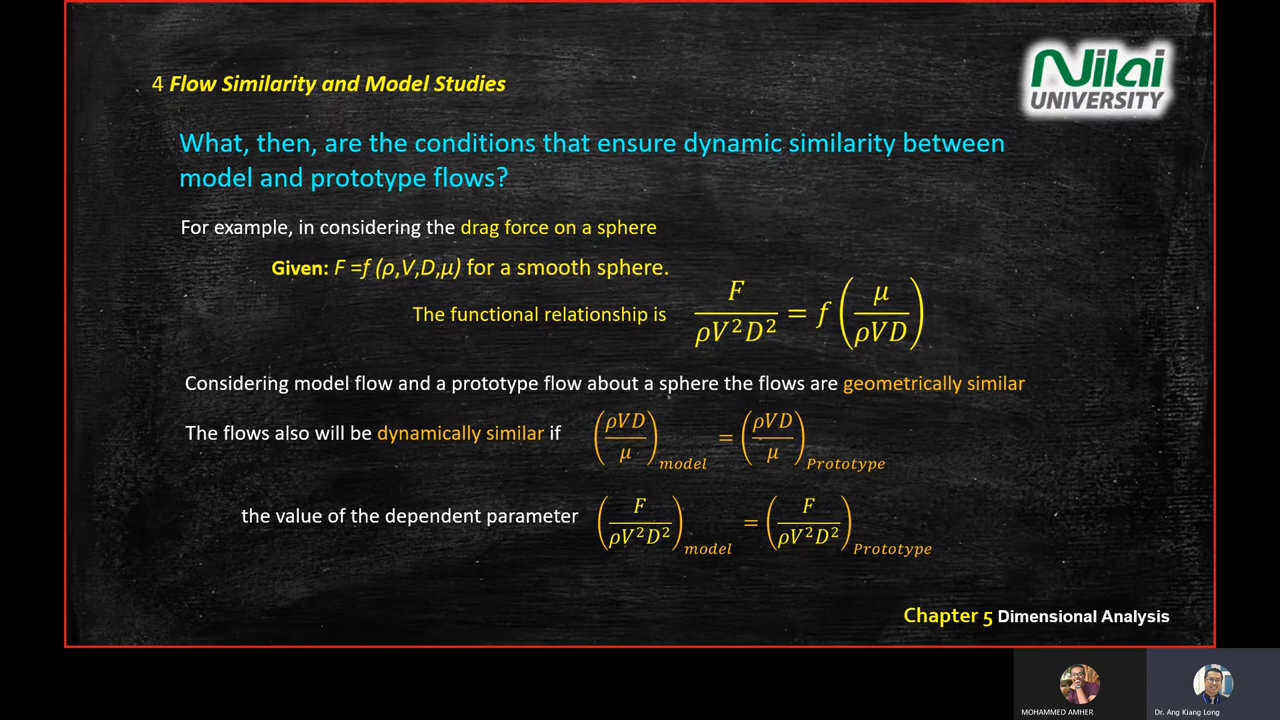 4 Flow Similarity and Model Studies
Nilai
UNIVERSITY
What, then, are the conditions that ensure dynamic similarity between
model and prototype flows?
For example, in considering the drag force on a sphere
Given: F =f (ρ,V,D,μ) for a smooth sphere.
The functional relationship is F/(ρV²D²) = f (μ/(ρVD))
Considering model flow and a prototype flow about a sphere the flows are geometrically similar
The flows also will be dynamically similar if (ρVD/μ)model = (ρVD/μ)Prototype
the value of the dependent parameter (F/(ρV²D²))model = (F/(ρV²D²))Prototype
Chapter 5 Dimensional Analysis
MOHAMMED AMHER
Dr. Ang Kiang Long